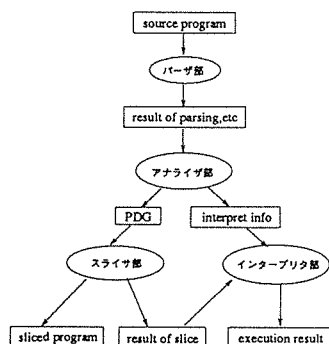 source program
パーザ部
result of parsing,etc
アナライザ部
PDG
interpret info
スライサ部
インタープリタ部
sliced program
result of slice
execution result